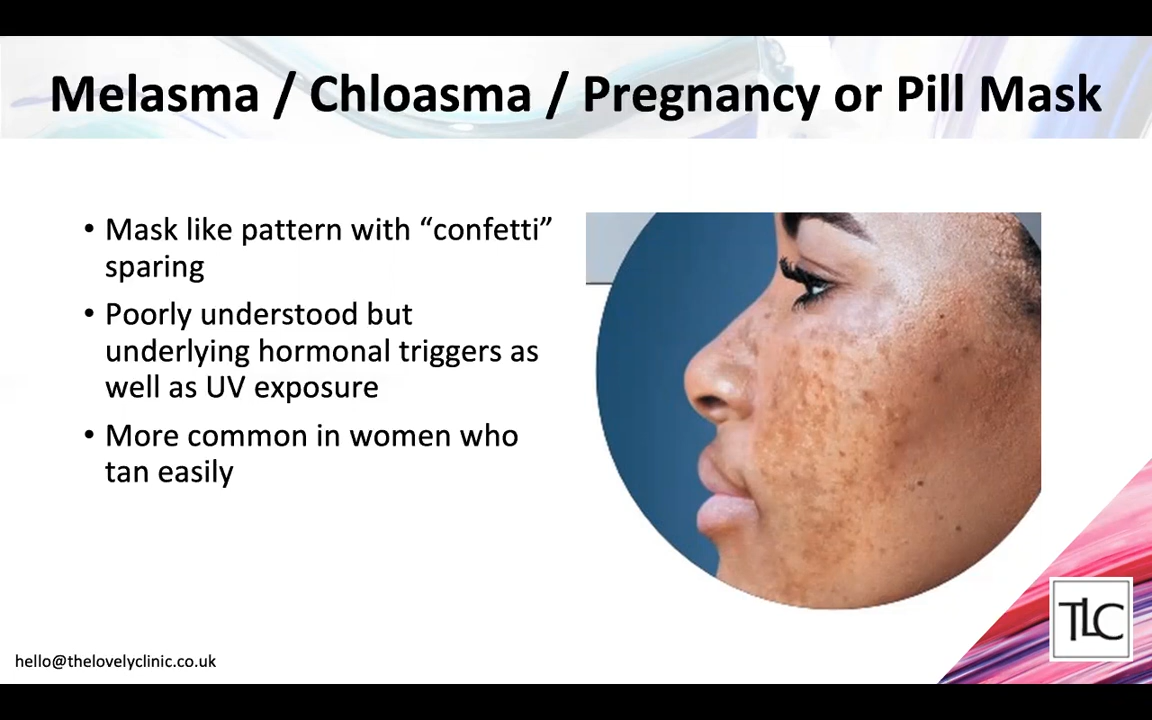 Melasma / Chloasma / Pregnancy or Pill Mask
• Mask like pattern with “confetti”
sparing
• Poorly understood but
underlying hormonal triggers as
well as UV exposure
• More common in women who
tan easily
TLC
hello@thelovelyclinic.co.uk